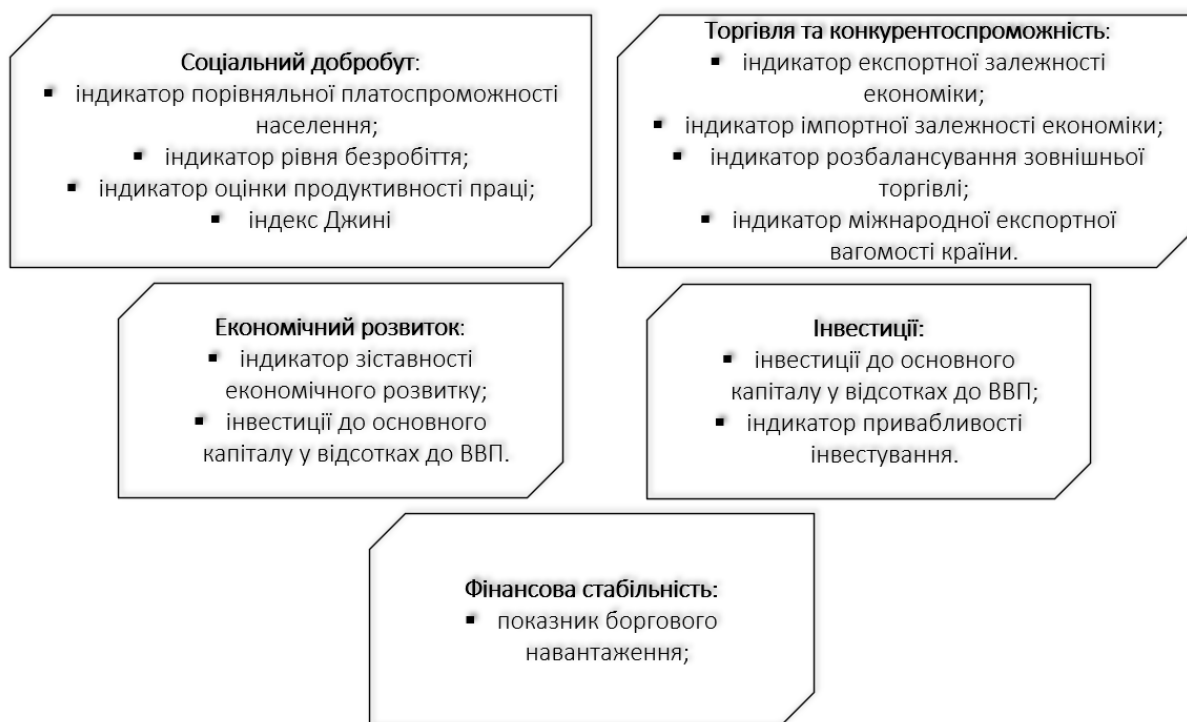 Соціальний добробут:
▪ індикатор порівняльної платоспроможності
населення;
▪ індикатор рівня безробіття;
▪ індикатор оцінки продуктивності праці;
▪ індекс Джині
Торгівля та конкурентоспроможність:
▪ індикатор експортної залежності
економіки;
▪ індикатор імпортної залежності економіки;
▪ індикатор розбалансування зовнішньої
торгівлі;
▪ індикатор міжнародної експортної
вагомості країни.
Економічний розвиток:
▪ індикатор зіставності
економічного розвитку;
▪ інвестиції до основного
капіталу у відсотках до ВВП.
Інвестиції:
▪ інвестиції до основного
капіталу у відсотках до ВВП;
▪ індикатор привабливості
інвестування.
Фінансова стабільність:
▪ показник боргового
навантаження;